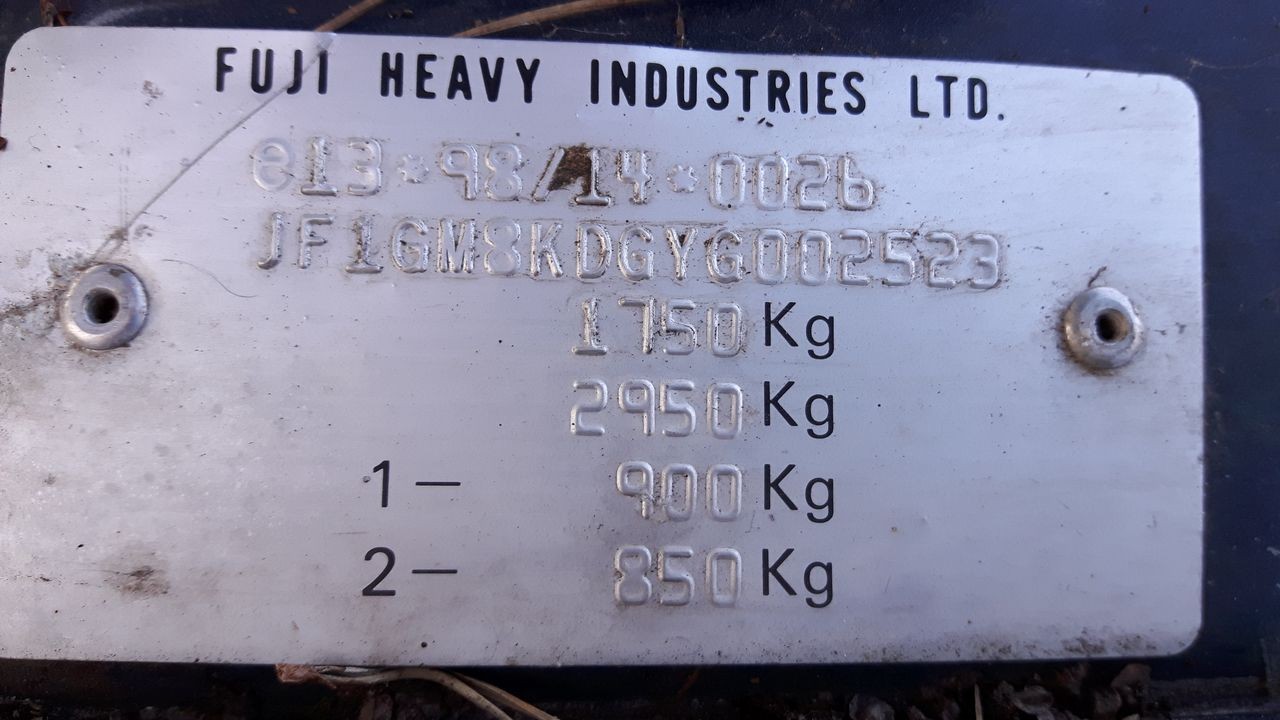 FUJI HEAVY INDUSTRIES LTD.
e13*98/14*0026
JF1GM8KDGYG002523
1750 Kg
2950 Kg
1 – 900 Kg
2 – 850 Kg